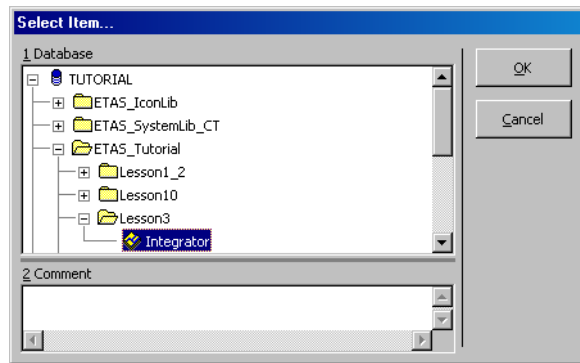 Select Item...
1 Database
TUTORIAL
ETAS_IconLib
ETAS_SystemLib_CT
ETAS_Tutorial
Lesson1_2
Lesson10
Lesson3
Integrator
2 Comment
OK
Cancel